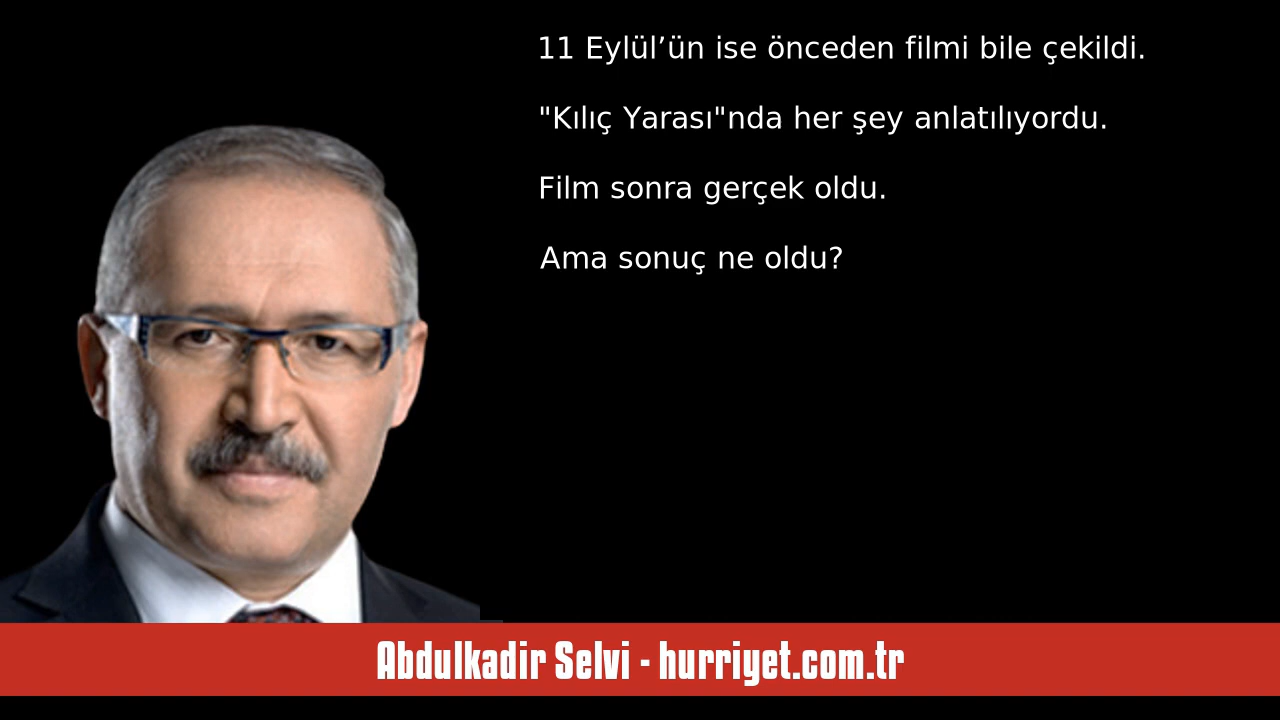 11 Eylül’ün ise önceden filmi bile çekildi.
"Kılıç Yarası"nda her şey anlatılıyordu.
Film sonra gerçek oldu.
Ama sonuç ne oldu?
Abdulkadir Selvi - hurriyet.com.tr